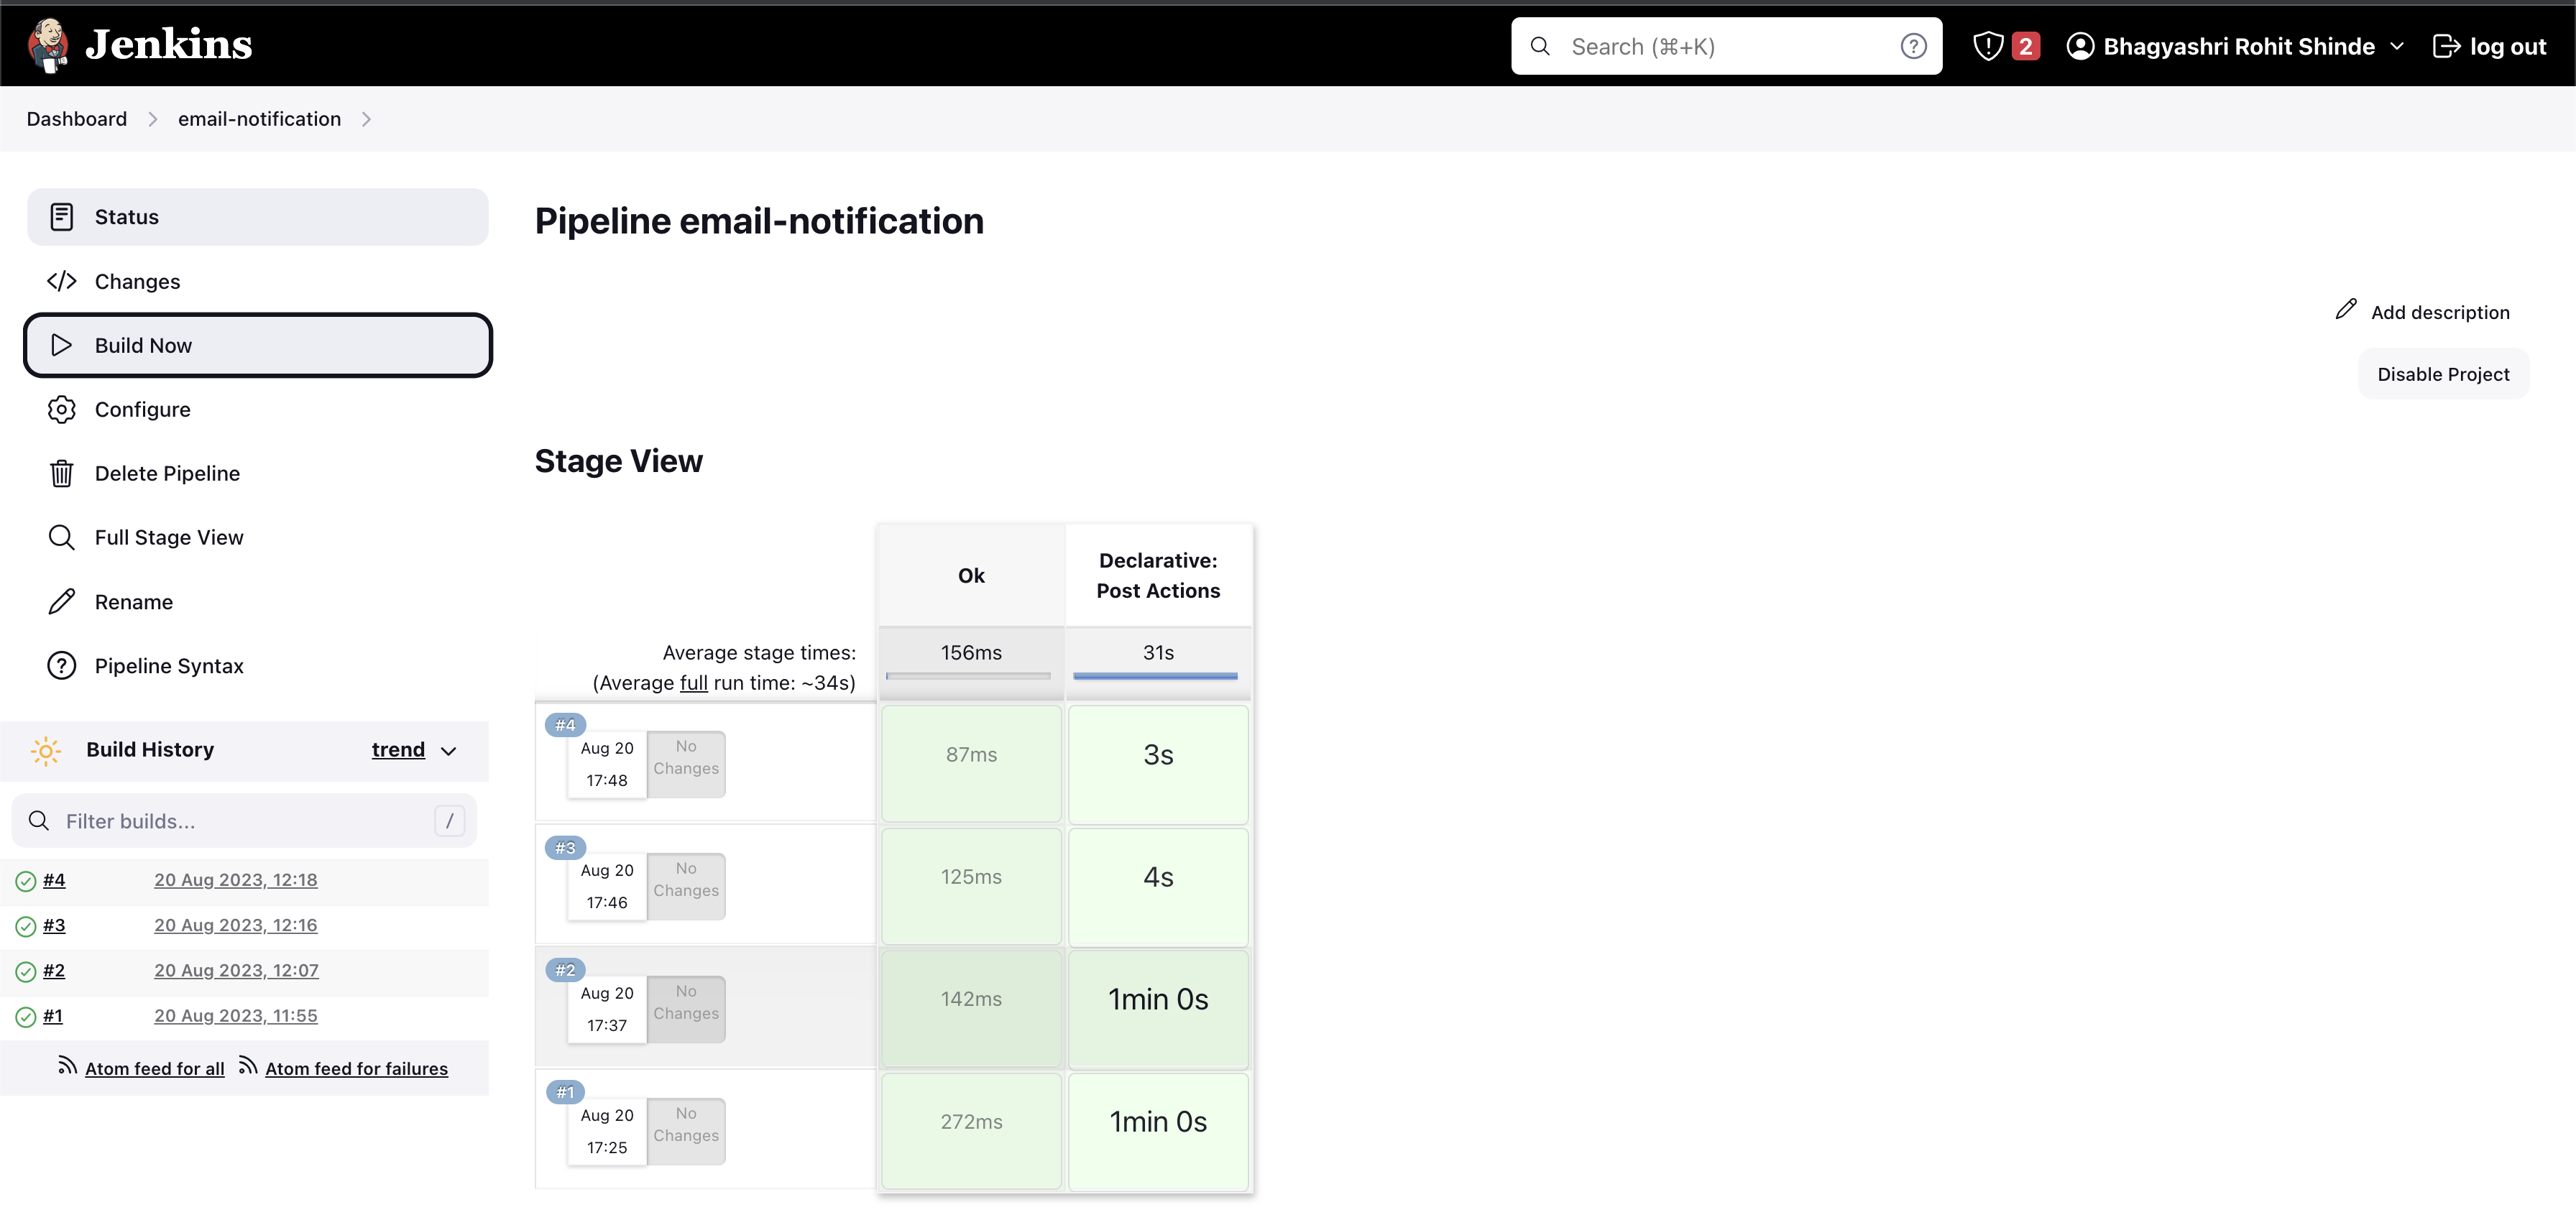 Jenkins
Search (⌘+K)
2
Bhagyashri Rohit Shinde
log out
Dashboard
email-notification
Status
Changes
Build Now
Configure
Delete Pipeline
Full Stage View
Rename
Pipeline Syntax
Build History
trend
Filter builds...
/
#4 20 Aug 2023, 12:18
#3 20 Aug 2023, 12:16
#2 20 Aug 2023, 12:07
#1 20 Aug 2023, 11:55
Atom feed for all
Atom feed for failures
Pipeline email-notification
Add description
Disable Project
Stage View
Ok
Declarative:
Post Actions
Average stage times:
(Average full run time: ~34s)
156ms
31s
#4
Aug 20
17:48
No
Changes
87ms
3s
#3
Aug 20
17:46
No
Changes
125ms
4s
#2
Aug 20
17:37
No
Changes
142ms
1min 0s
#1
Aug 20
17:25
No
Changes
272ms
1min 0s